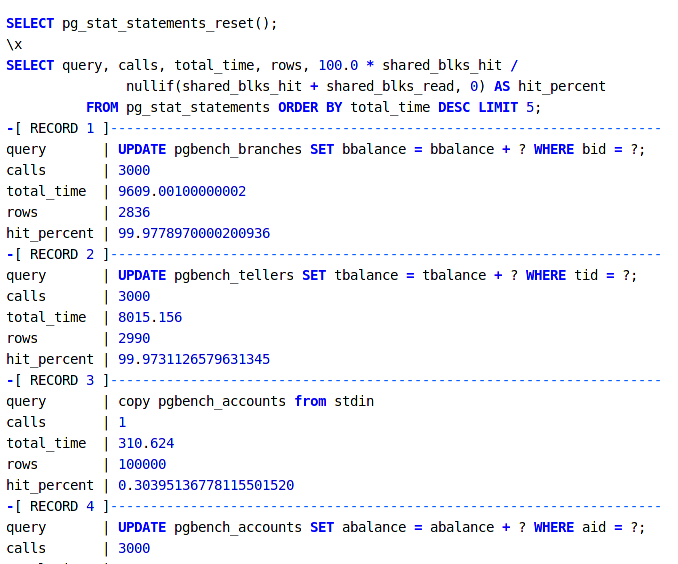 SELECT pg_stat_statements_reset();
\x
SELECT query, calls, total_time, rows, 100.0 * shared_blks_hit /
               nullif(shared_blks_hit + shared_blks_read, 0) AS hit_percent
          FROM pg_stat_statements ORDER BY total_time DESC LIMIT 5;
-[ RECORD 1 ]---------------------------------------------------------------------
query       | UPDATE pgbench_branches SET bbalance = bbalance + ? WHERE bid = ?;
calls       | 3000
total_time  | 9609.00100000002
rows        | 2836
hit_percent | 99.9778970000200936
-[ RECORD 2 ]---------------------------------------------------------------------
query       | UPDATE pgbench_tellers SET tbalance = tbalance + ? WHERE tid = ?;
calls       | 3000
total_time  | 8015.156
rows        | 2990
hit_percent | 99.9731126579631345
-[ RECORD 3 ]---------------------------------------------------------------------
query       | copy pgbench_accounts from stdin
calls       | 1
total_time  | 310.624
rows        | 100000
hit_percent | 0.30395136778115501520
-[ RECORD 4 ]---------------------------------------------------------------------
query       | UPDATE pgbench_accounts SET abalance = abalance + ? WHERE aid = ?;
calls       | 3000